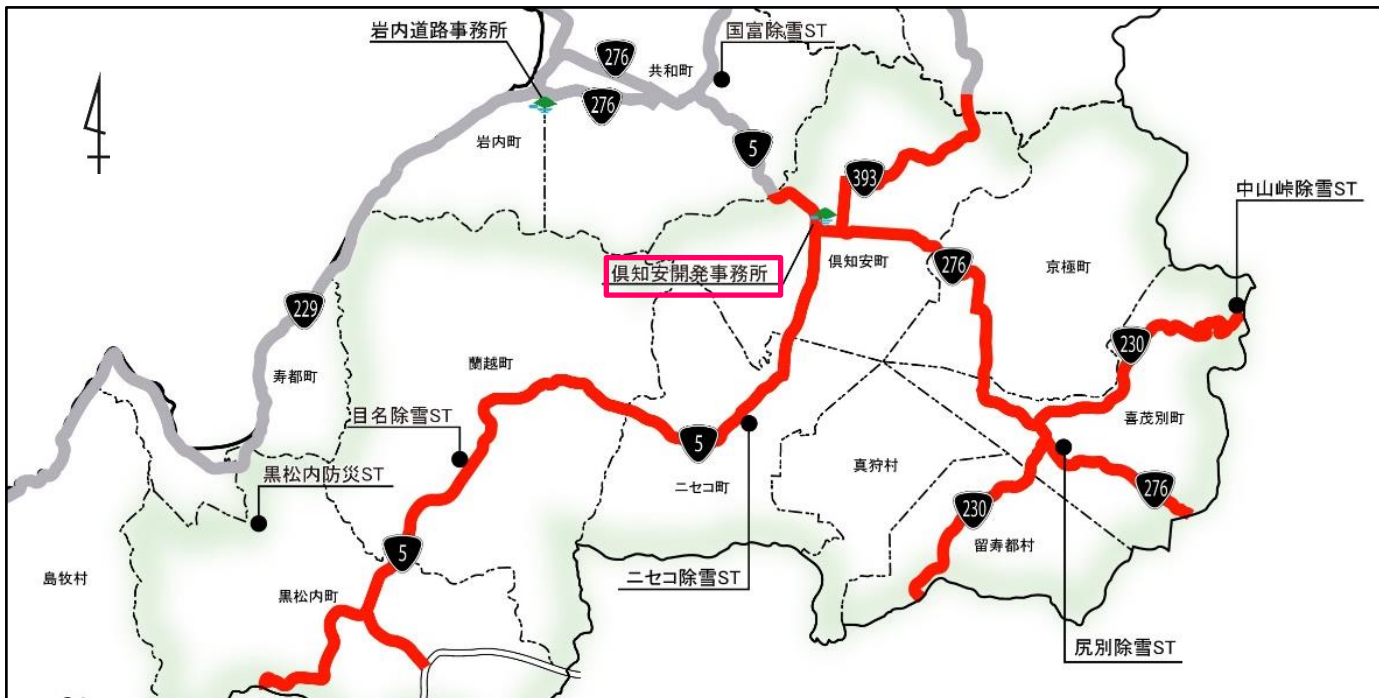 岩内道路事務所
国富除雪ST
276
共和町
276
岩内町
5
393
中山峠除雪ST
倶知安町
276
京極町
倶知安開発事務所
229
230
寿都町
蘭越町
喜茂別町
目名除雪ST
5
真狩村
黒松内防災ST
ニセコ町
276
230
留寿都村
5
島牧村
黒松内町
ニセコ除雪ST
尻別除雪ST